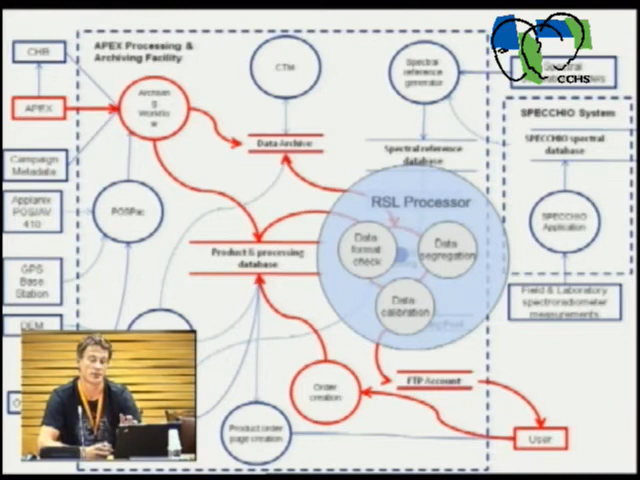 CHB
APEX Processing &
Archiving Facility
CTM
Spectral
reference
generator
CCHS
SPECCHIO System
APEX
Archivin
g
Workflo
w
Data Archive
Spectral reference
database
SPECCHIO spectral
database
Campaign
Metadata
Applanix
POS/AV
410
POSPac
RSL Processor
Data
format
check
Data
segregation
Data
calibration
SPECCHIO
Application
Product & processing
database
GPS
Base
Station
Field & Laboratory
spectroradiometer
measurements
DEM
FTP Account
Order
creation
Product order
page creation
User